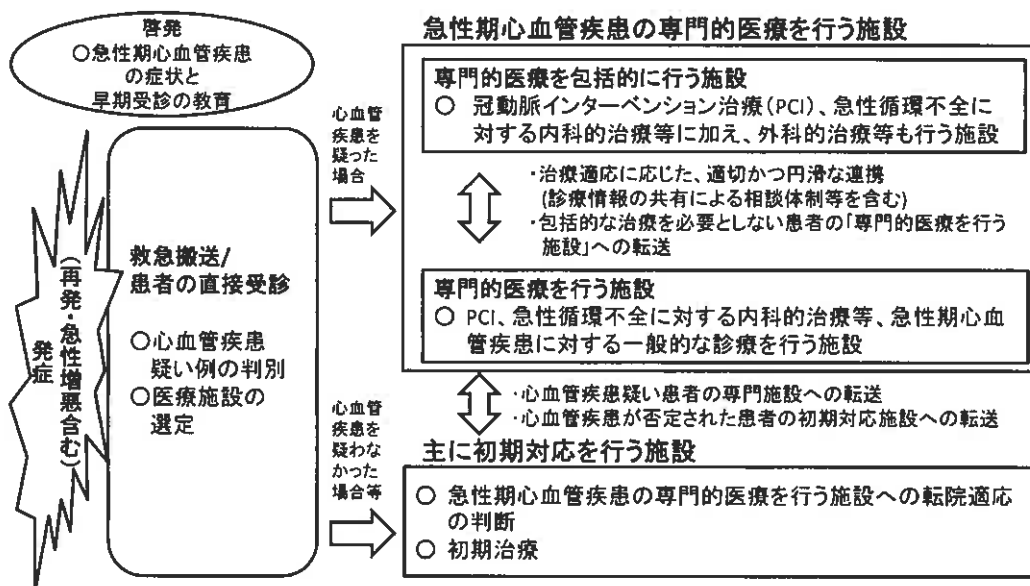 啓発
○急性期心血管疾患
の症状と
早期受診の教育
発症
(再発・急性増悪含む)
救急搬送/
患者の直接受診
○心血管疾患
疑い例の判別
○医療施設の
選定
心血管
疾患を
疑った
場合
心血管
疾患を
疑わな
かった
場合等
急性期心血管疾患の専門的医療を行う施設
専門的医療を包括的に行う施設
○ 冠動脈インターベンション治療(PCI)、急性循環不全に
対する内科的治療等に加え、外科的治療等も行う施設
・治療適応に応じた、適切かつ円滑な連携
(診療情報の共有による相談体制等を含む)
・包括的な治療を必要としない患者の「専門的医療を行う
施設」への転送
専門的医療を行う施設
○ PCI、急性循環不全に対する内科的治療等、急性期心血
管疾患に対する一般的な診療を行う施設
・心血管疾患疑い患者の専門施設への転送
・心血管疾患が否定された患者の初期対応施設への転送
主に初期対応を行う施設
○ 急性期心血管疾患の専門的医療を行う施設への転院適応
の判断
○ 初期治療